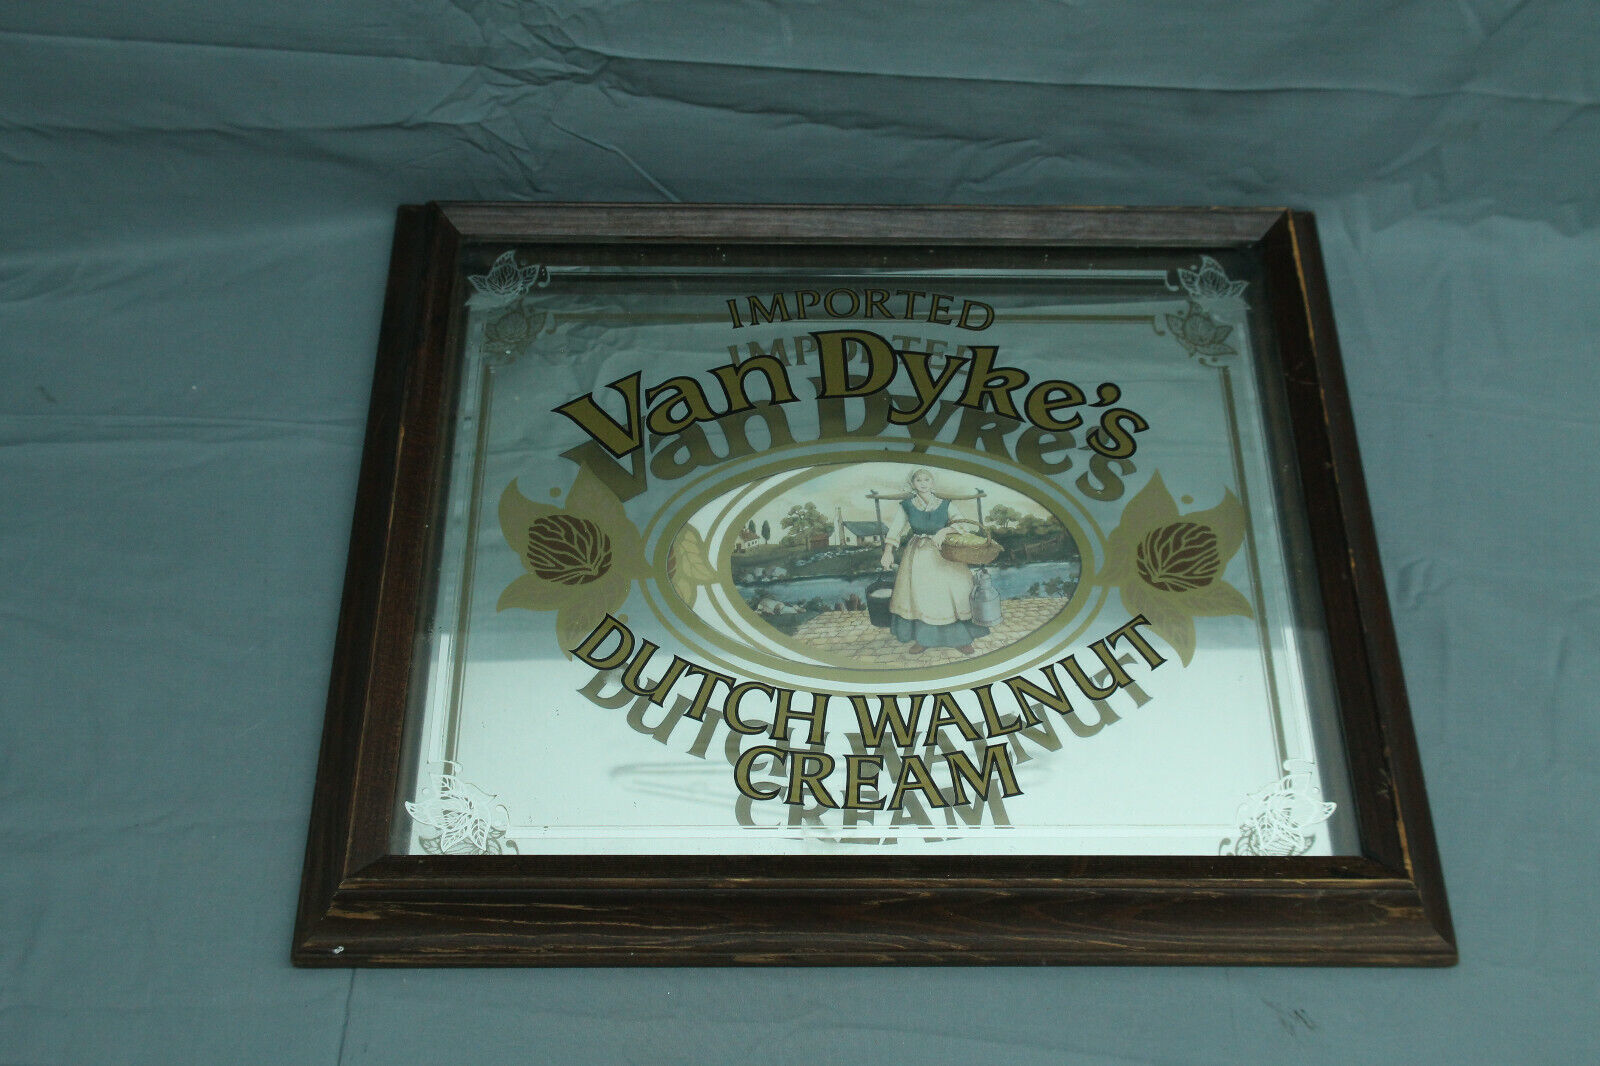 IMPORTED
Van Dyke's
DUTCH WALNUT
CREAM